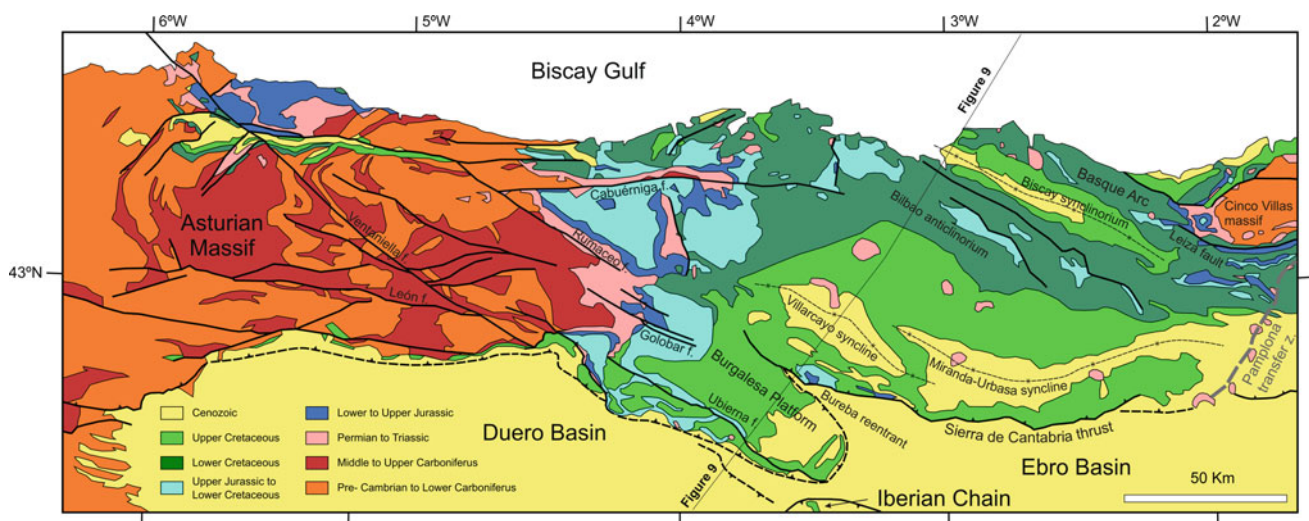 6ºW
5ºW
4ºW
3ºW
2ºW
Biscay Gulf
Figure 9
Basque Arc
Biscay synclinorium
Cinco Villas
massif
Cabuérniga f.
Bilbao anticlinorium
Leiza fault
Asturian
Massif
Ventaniella f.
Rumaceo f.
43ºN
León f.
Golobar f.
Villarcayo syncline
Miranda-Urbasa syncline
Pamplona
transfer z.
Burgalesa Platform
Bureba reentrant
Ubierna f.
Sierra de Cantabria thrust
Duero Basin
Ebro Basin
Figure 9
Iberian Chain
50 Km
Cenozoic
Upper Cretaceous
Lower Cretaceous
Upper Jurassic to
Lower Cretaceous
Lower to Upper Jurassic
Permian to Triassic
Middle to Upper Carboniferus
Pre- Cambrian to Lower Carboniferus